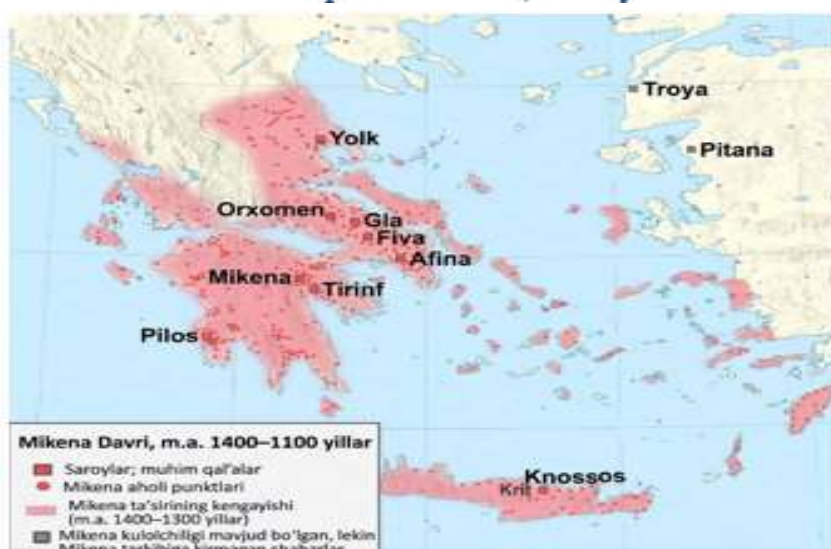 Troya
Yolk
Pitana
Orxomen
Gla
Fiva
Afina
Mikena
Tirinf
Pilos
Knossos
Krit
Mikena Davri, m.a. 1400–1100 yillar
Saroylar; muhim qal'alar
Mikena aholi punktlari
Mikena ta'sirining kengayishi
(m.a. 1400–1300 yillar)
Mikena kulolchiligi mavjud bo'lgan, lekin